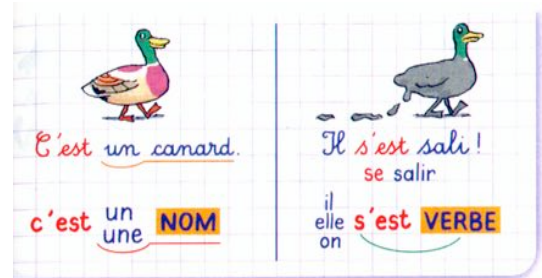 C'est un canard.
c'est un une NOM
Il s'est sali !
se salir
il elle on s'est VERBE